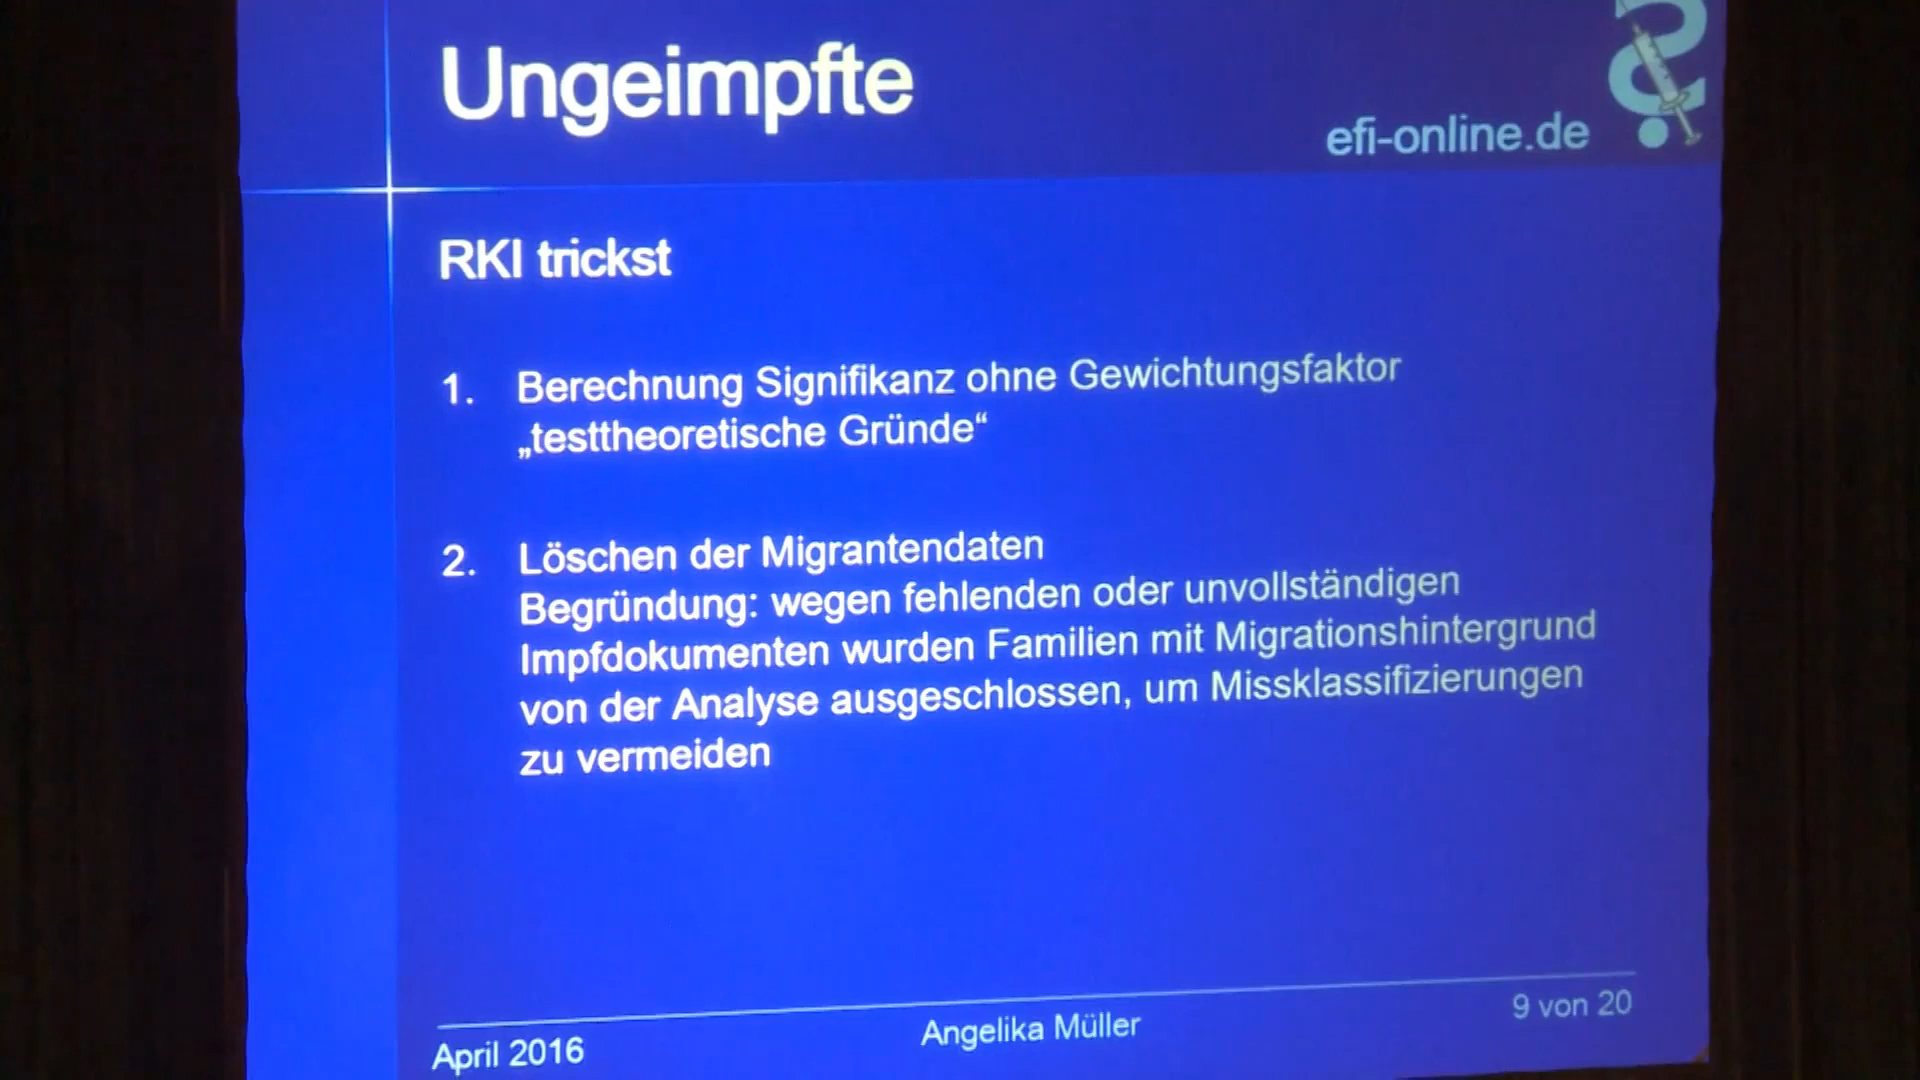 Ungeimpfte
efi-online.de
RKI trickst
1. Berechnung Signifikanz ohne Gewichtungsfaktor
„testtheoretische Gründe“
2. Löschen der Migrantendaten
Begründung: wegen fehlenden oder unvollständigen
Impfdokumenten wurden Familien mit Migrationshintergrund
von der Analyse ausgeschlossen, um Missklassifizierungen
zu vermeiden
April 2016
Angelika Müller
9 von 20